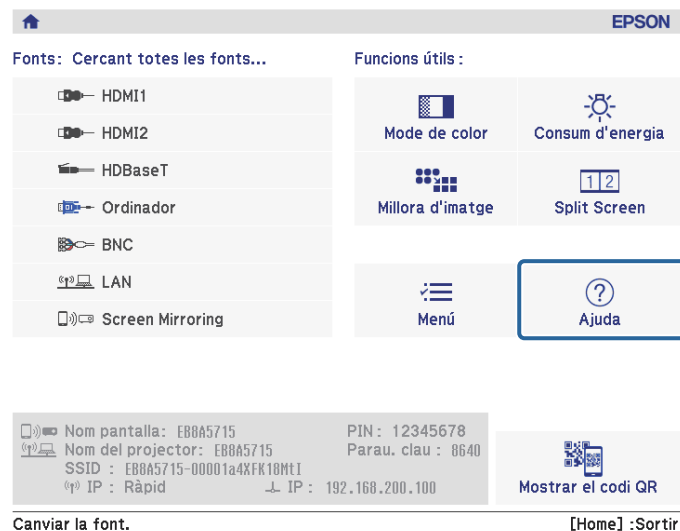 EPSON
Fonts: Cercant totes les fonts...
HDMI1
HDMI2
HDBaseT
Ordinador
BNC
LAN
Screen Mirroring
Funcions útils :
Mode de color
Consum d'energia
Millora d'imatge
1 2
Split Screen
Menú
? 
Ajuda
Nom pantalla: EB8A5715 PIN : 12345678
Nom del projector: EB8A5715 Parau. clau : 8640
SSID : EB8A5715-00001a4XFK18MtI
IP : Ràpid IP : 192.168.200.100
Mostrar el codi QR
Canviar la font. [Home] :Sortir